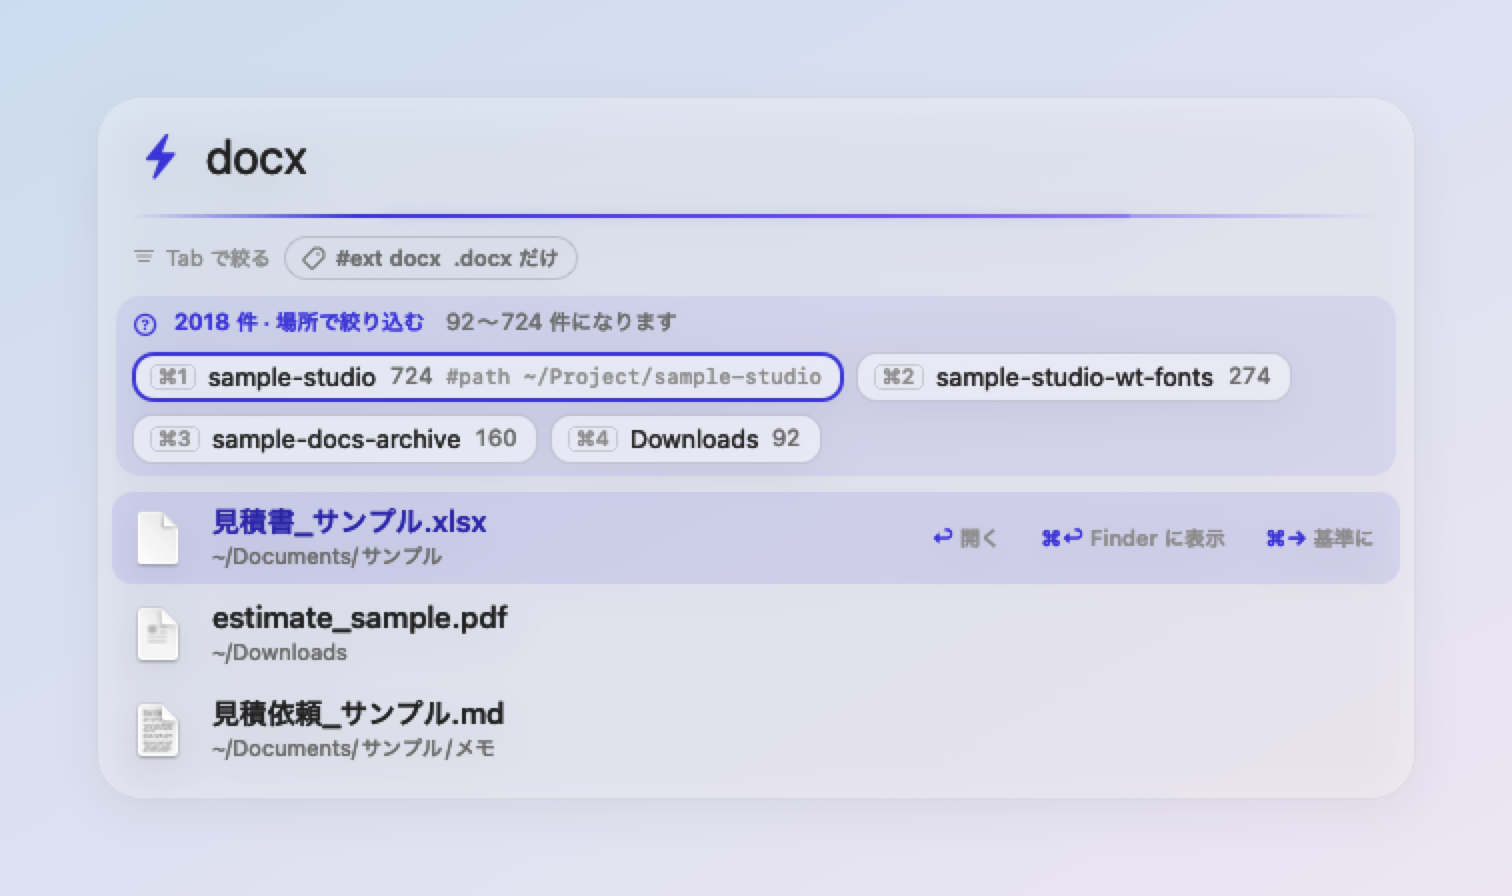 docx
Tab で絞る #ext docx .docx だけ
2018 件 · 場所で絞り込む 92〜724 件になります
⌘1 sample-studio 724 #path ~/Project/sample-studio ⌘2 sample-studio-wt-fonts 274
⌘3 sample-docs-archive 160 ⌘4 Downloads 92
見積書_サンプル.xlsx
~/Documents/サンプル
↩ 開く ⌘↩ Finder に表示 ⌘→ 基準に
estimate_sample.pdf
~/Downloads
見積依頼_サンプル.md
~/Documents/サンプル/メモ